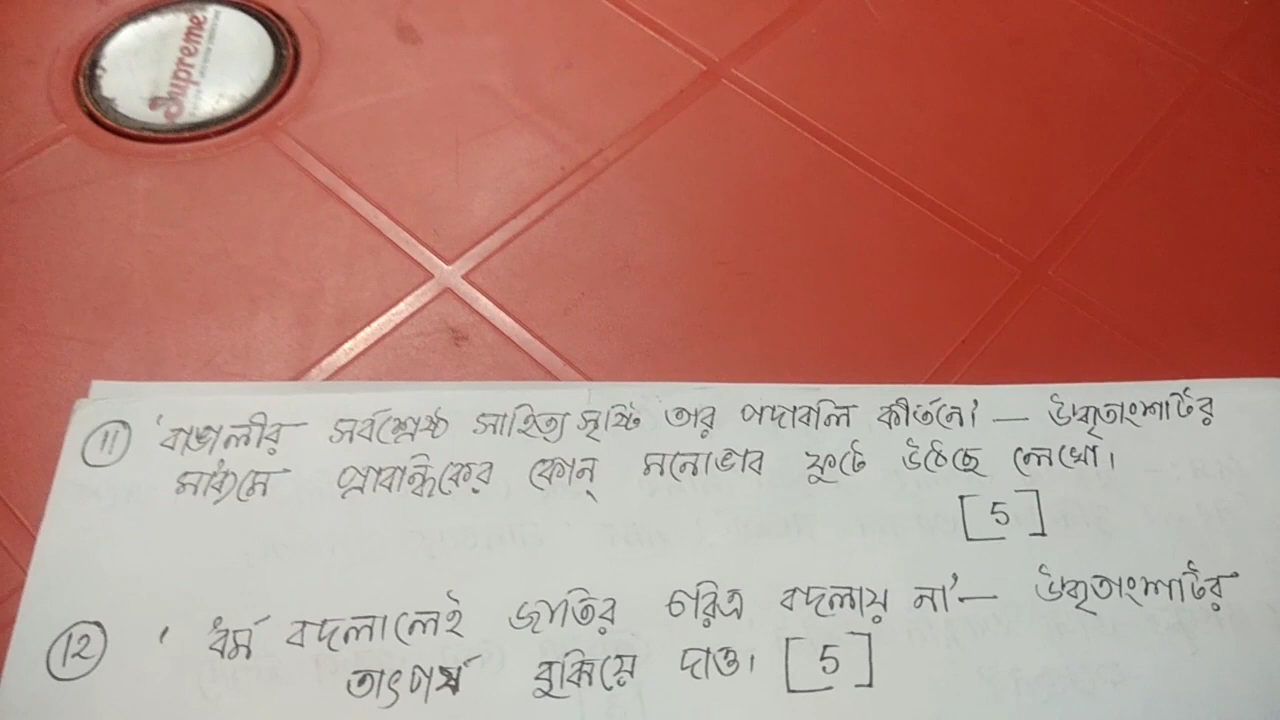 Supreme
11 'বাঙালীর সর্বশ্রেষ্ঠ সাহিত্য সৃষ্টি তার পদাবলি কীর্তনে।' — উদ্ধৃতাংশটির
মাধ্যমে প্রাবন্ধিকের কোন্ মনোভাব ফুটে উঠেছে লেখো।
[5]
12 'ধর্ম বদলালেই জাতির চরিত্র বদলায় না' — উদ্ধৃতাংশটির
তাৎপর্য বুঝিয়ে দাও। [5]